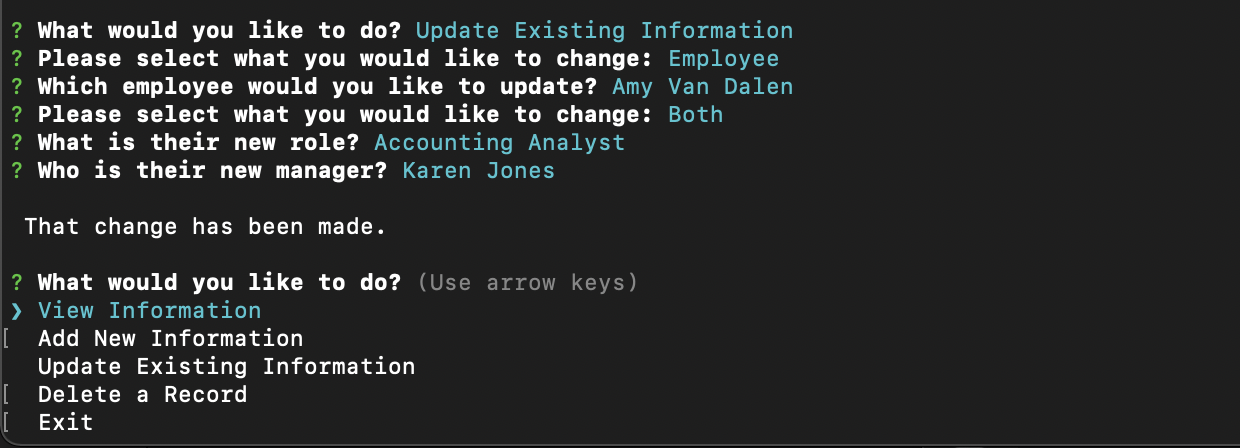 ? What would you like to do? Update Existing Information
? Please select what you would like to change: Employee
? Which employee would you like to update? Amy Van Dalen
? Please select what you would like to change: Both
? What is their new role? Accounting Analyst
? Who is their new manager? Karen Jones
That change has been made.
? What would you like to do? (Use arrow keys)
❯ View Information
[ Add New Information
Update Existing Information
[ Delete a Record
[ Exit